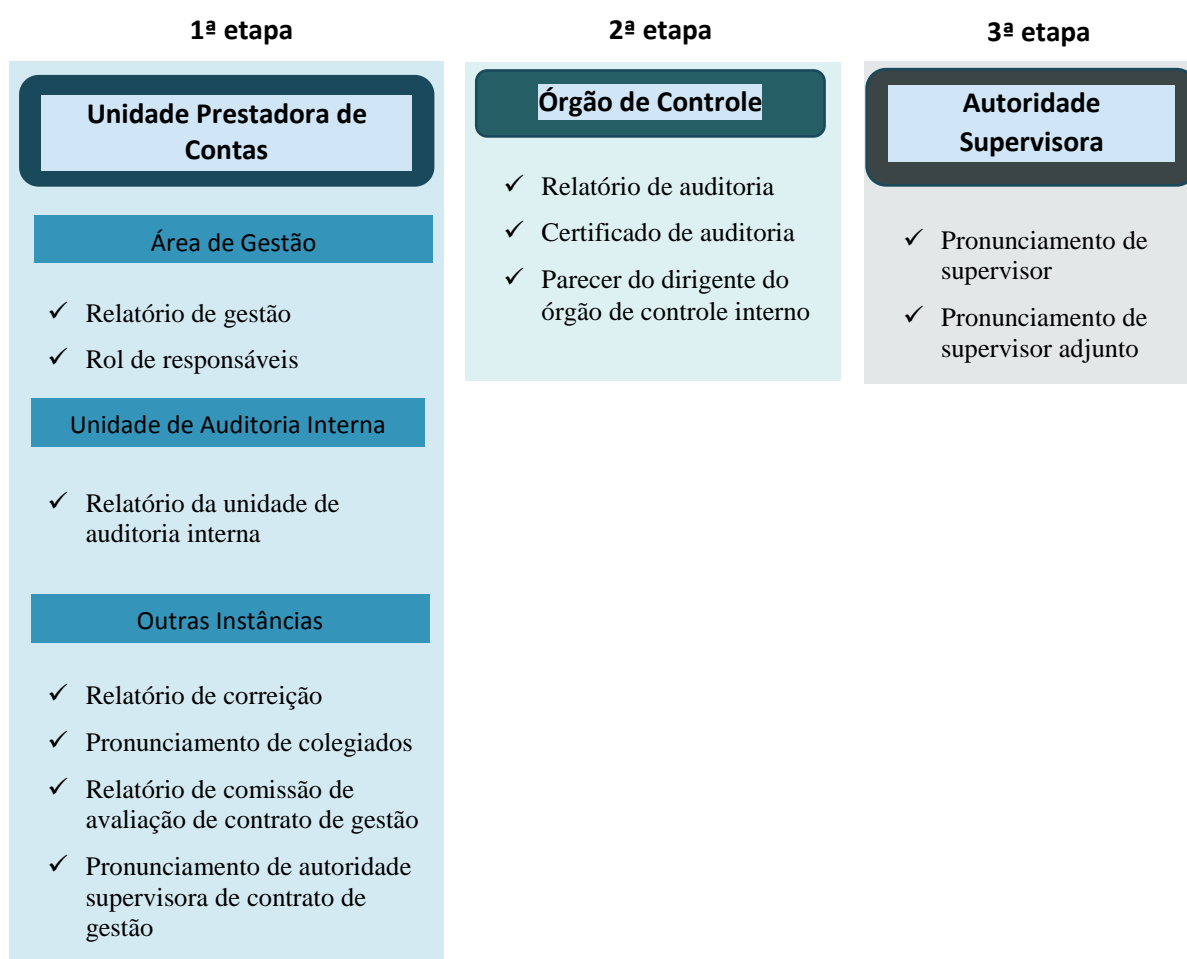 1ª etapa
Unidade Prestadora de
Contas
Área de Gestão
✓ Relatório de gestão
✓ Rol de responsáveis
Unidade de Auditoria Interna
✓ Relatório da unidade de
auditoria interna
Outras Instâncias
✓ Relatório de correição
✓ Pronunciamento de colegiados
✓ Relatório de comissão de
avaliação de contrato de gestão
✓ Pronunciamento de autoridade
supervisora de contrato de
gestão
2ª etapa
Órgão de Controle
✓ Relatório de auditoria
✓ Certificado de auditoria
✓ Parecer do dirigente do
órgão de controle interno
3ª etapa
Autoridade
Supervisora
✓ Pronunciamento de
supervisor
✓ Pronunciamento de
supervisor adjunto